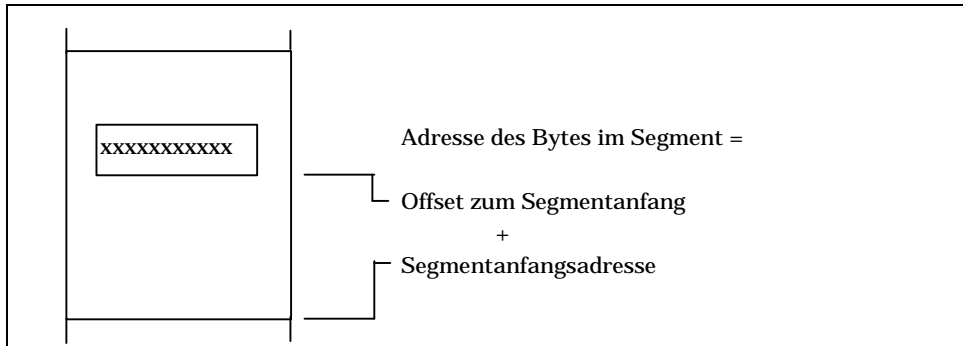 xxxxxxxxxxx
Adresse des Bytes im Segment =
Offset zum Segmentanfang
+
Segmentanfangsadresse